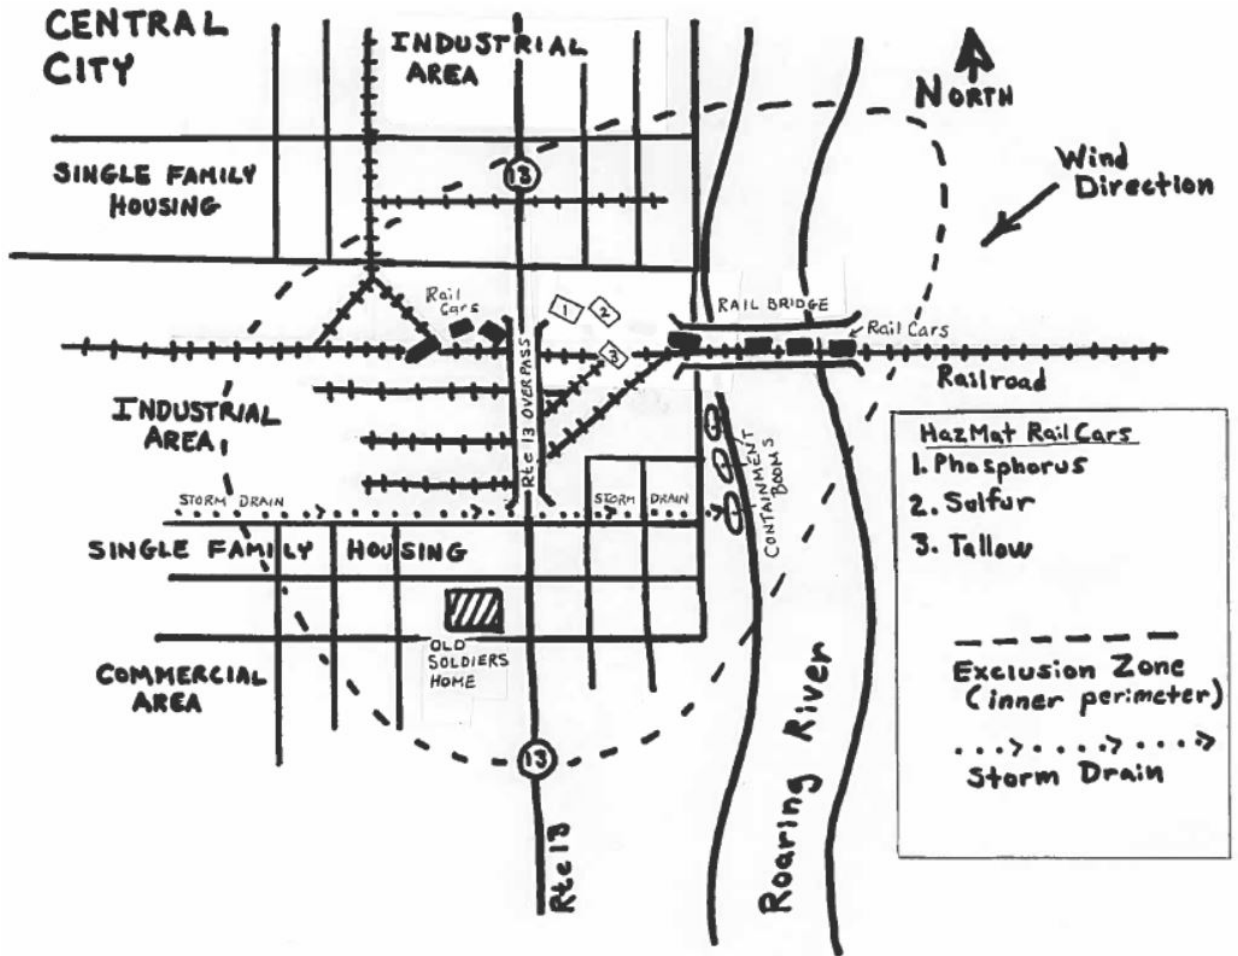 CENTRAL
CITY
INDUSTRIAL
AREA
NORTH
Wind
Direction
13
SINGLE FAMILY
HOUSING
Rail
Cars
1
2
3
RAIL BRIDGE
Rail Cars
Railroad
Rte 13 OVERPASS
INDUSTRIAL
AREA
STORM DRAIN
STORM DRAIN
CONTAINMENT
BOOMS
SINGLE FAMILY HOUSING
OLD
SOLDIERS
HOME
COMMERCIAL
AREA
13
Rte 13
Roaring River
HazMat Rail Cars
1. Phosphorus
2. Sulfur
3. Tallow
Exclusion Zone
(inner perimeter)
Storm Drain